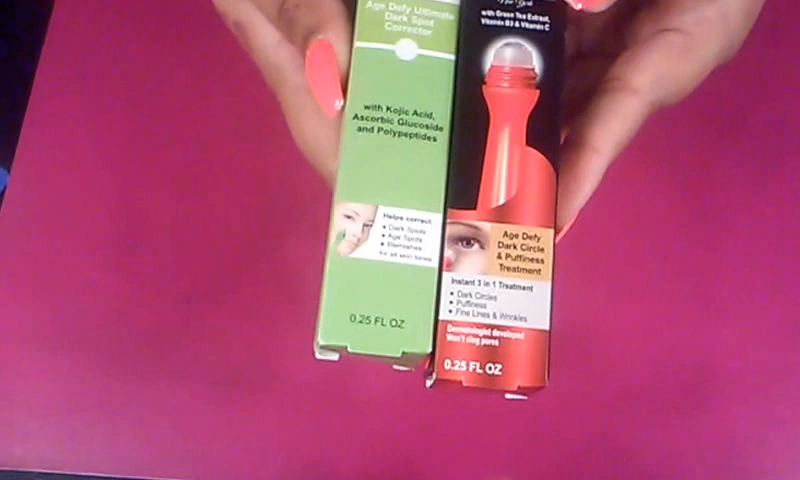 Age Defy Ultimate
Dark Spot
Corrector
with Kojic Acid,
Ascorbic Glucoside
and Polypeptides
Helps correct
• Dark Spots
• Age Spots
• Blemishes
for all skin tones
0.25 FL OZ
with Green Tea Extract,
Vitamin B3 & Vitamin C
Age Defy
Dark Circle
& Puffiness
Treatment
Instant 3 in 1 Treatment
• Dark Circles
• Puffiness
• Fine Lines & Wrinkles
Dermatologist developed
Won't clog pores
0.25 FL OZ